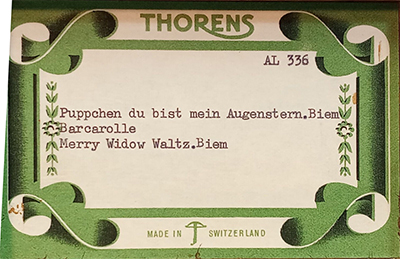 THORENS
AL 336
Puppchen du bist mein Augenstern.Biem
Barcarolle
Merry Widow Waltz.Biem
MADE IN SWITZERLAND